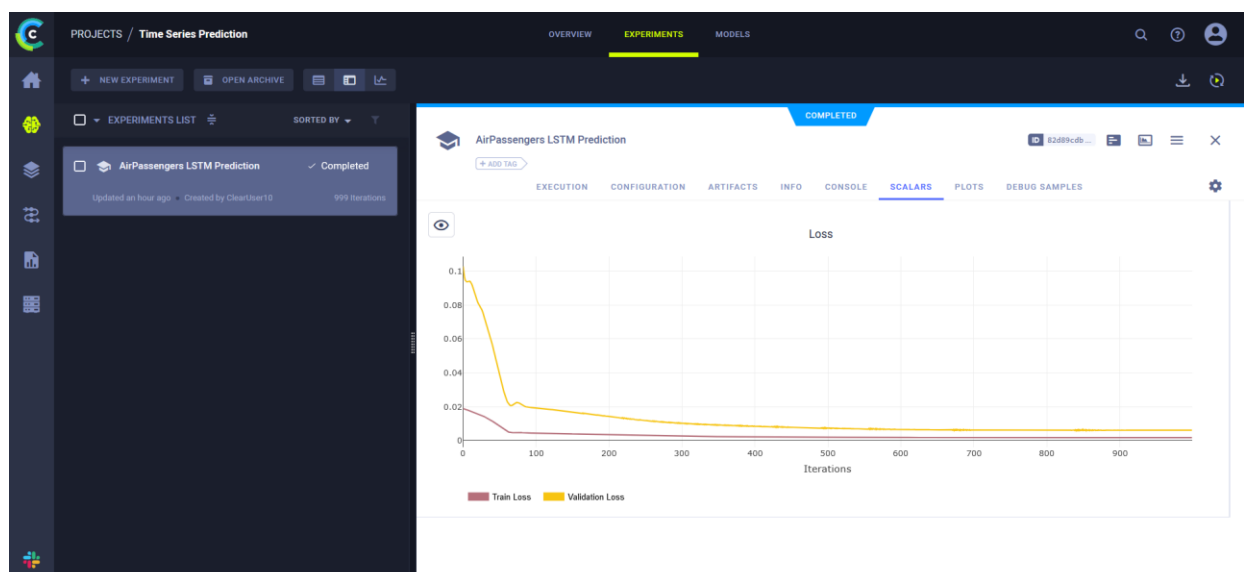 PROJECTS / Time Series Prediction
OVERVIEW EXPERIMENTS MODELS
+ NEW EXPERIMENT OPEN ARCHIVE
EXPERIMENTS LIST SORTED BY
AirPassengers LSTM Prediction Completed
Updated an hour ago Created by ClearUser10 999 Iterations
COMPLETED
AirPassengers LSTM Prediction ID 82d89cdb...
+ ADD TAG
EXECUTION CONFIGURATION ARTIFACTS INFO CONSOLE SCALARS PLOTS DEBUG SAMPLES
Loss
0.1
0.08
0.06
0.04
0.02
0
0 100 200 300 400 500 600 700 800 900
Iterations
Train Loss Validation Loss